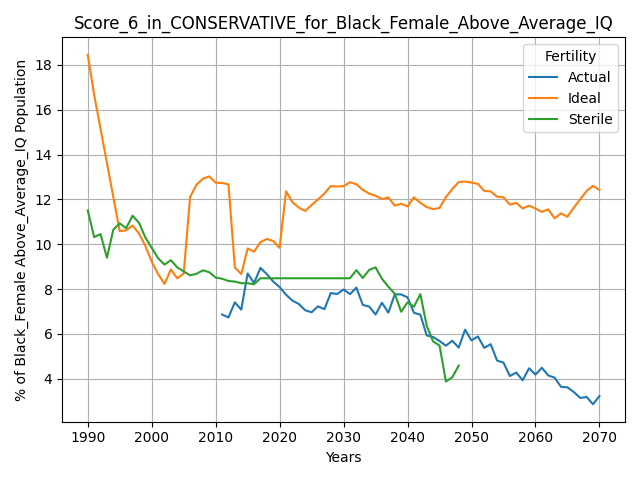 Score_6_in_CONSERVATIVE_for_Black_Female_Above_Average_IQ
% of Black_Female Above_Average_IQ Population
18
16
14
12
10
8
6
4
Fertility
Actual
Ideal
Sterile
1990
2000
2010
2020
2030
2040
2050
2060
2070
Years